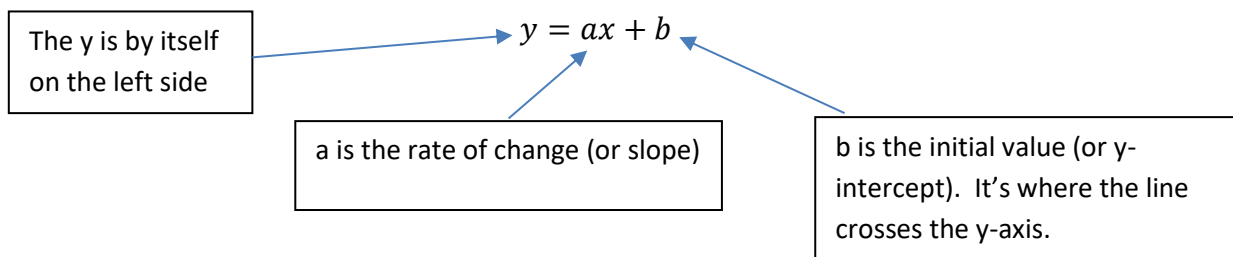 y = ax + b
The y is by itself
on the left side
a is the rate of change (or slope)
b is the initial value (or y-
intercept).  It’s where the line
crosses the y-axis.